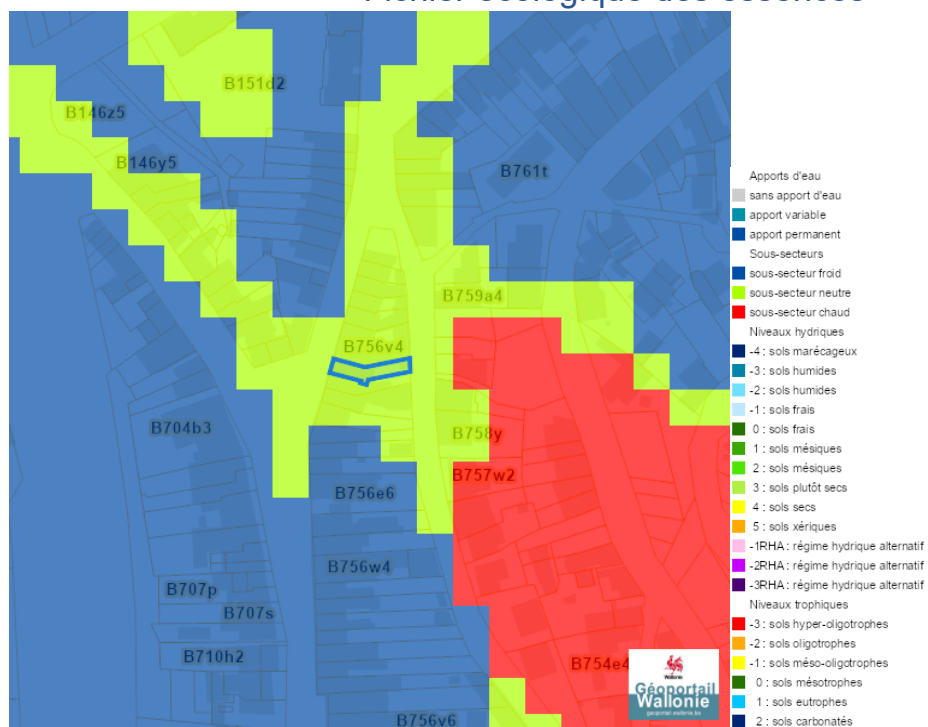 Fichier écologique des essences
B151d2
B146z5
B146y5
B761t
B759a4
B756v4
B704b3
B758y
B757w2
B756e6
B756w4
B707p
B707s
B710h2
B754e4
B756y6
Wallonie
Géoportail
Wallonie
geoportail.wallonie.be
Apports d'eau
sans apport d'eau
apport variable
apport permanent
Sous-secteurs
sous-secteur froid
sous-secteur neutre
sous-secteur chaud
Niveaux hydriques
-4 : sols marécageux
-3 : sols humides
-2 : sols humides
-1 : sols frais
0 : sols frais
1 : sols mésiques
2 : sols mésiques
3 : sols plutôt secs
4 : sols secs
5 : sols xériques
-1RHA : régime hydrique alternatif
-2RHA : régime hydrique alternatif
-3RHA : régime hydrique alternatif
Niveaux trophiques
-3 : sols hyper-oligotrophes
-2 : sols oligotrophes
-1 : sols méso-oligotrophes
0 : sols mésotrophes
1 : sols eutrophes
2 : sols carbonatés